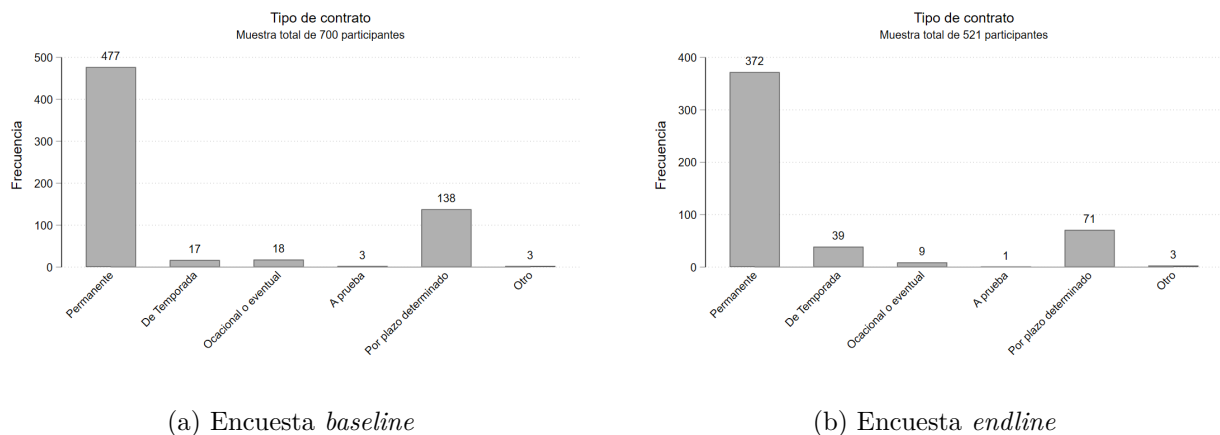 Tipo de contrato
Muestra total de 700 participantes
500
400
300
200
100
0
Frecuencia
477
17
18
3
138
3
Permanente
De Temporada
Ocacional o eventual
A prueba
Por plazo determinado
Otro
(a) Encuesta baseline
Tipo de contrato
Muestra total de 521 participantes
400
300
200
100
0
Frecuencia
372
39
9
1
71
3
Permanente
De Temporada
Ocacional o eventual
A prueba
Por plazo determinado
Otro
(b) Encuesta endline